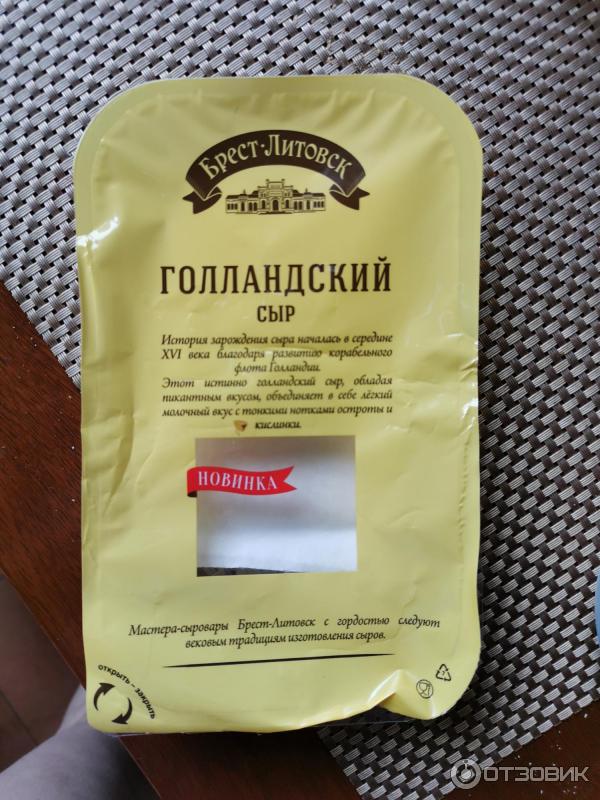 Брест-Литовск
ГОЛЛАНДСКИЙ
СЫР
История зарождения сыра началась в середине
XVI века благодаря развитию корабельного
флота Голландии.
Этот истинно голландский сыр, обладая
пикантным вкусом, объединяет в себе лёгкий
молочный вкус с тонкими нотками остроты и
кислинки.
НОВИНКА
Мастера-сыровары Брест-Литовск с гордостью следуют
вековым традициям изготовления сыров.
открыть - закрыть
ОТЗОВИК